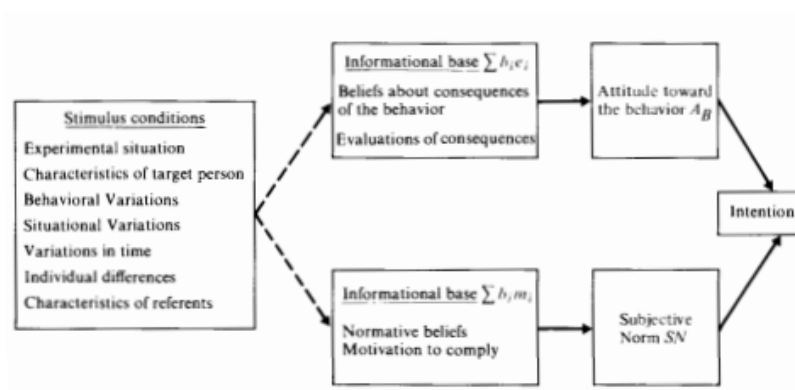 Stimulus conditions
Experimental situation
Characteristics of target person
Behavioral Variations
Situational Variations
Variations in time
Individual differences
Characteristics of referents
Informational base ∑ bᵢeᵢ
Beliefs about consequences
of the behavior
Evaluations of consequences
Attitude toward
the behavior A_B
Informational base ∑ bᵢmᵢ
Normative beliefs
Motivation to comply
Subjective
Norm SN
Intention